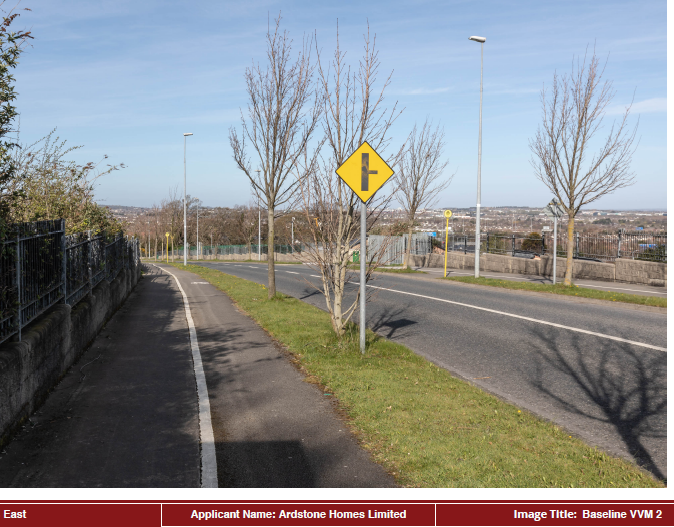 East
Applicant Name: Ardstone Homes Limited
Image Title: Baseline VVM 2